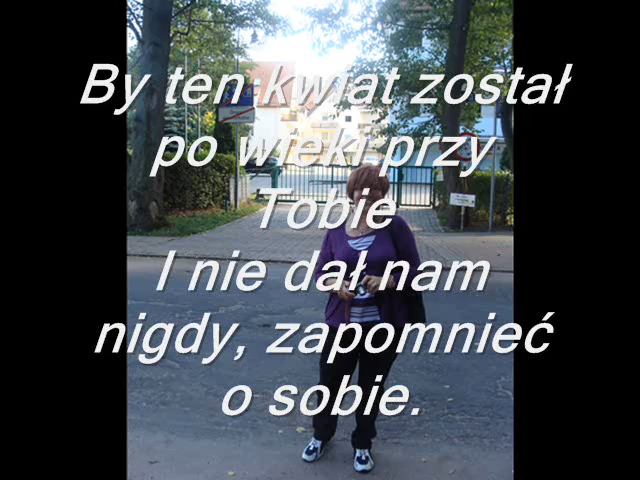 By ten kwiat został
po wieki przy
Tobie
I nie dał nam
nigdy, zapomnieć
o sobie.